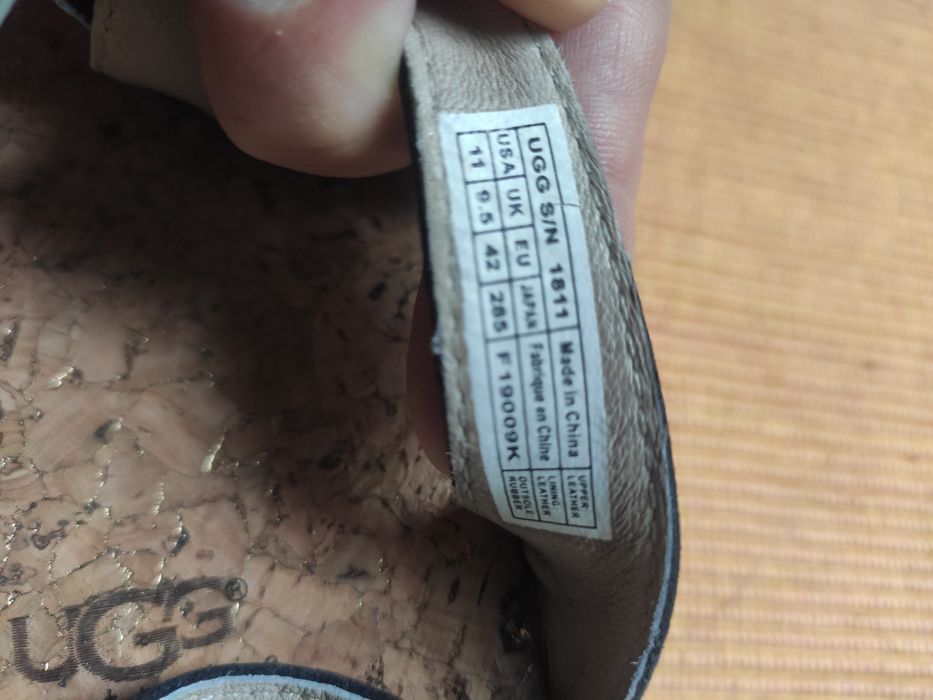 UGG S/N 1811
Made in China
UPPER:
LEATHER
Fabrique en Chine
LINING:
LEATHER
USA UK EU JAPAN
11 9.5 42 285 F19009K
OUTSOLE
RUBBER
UGG®